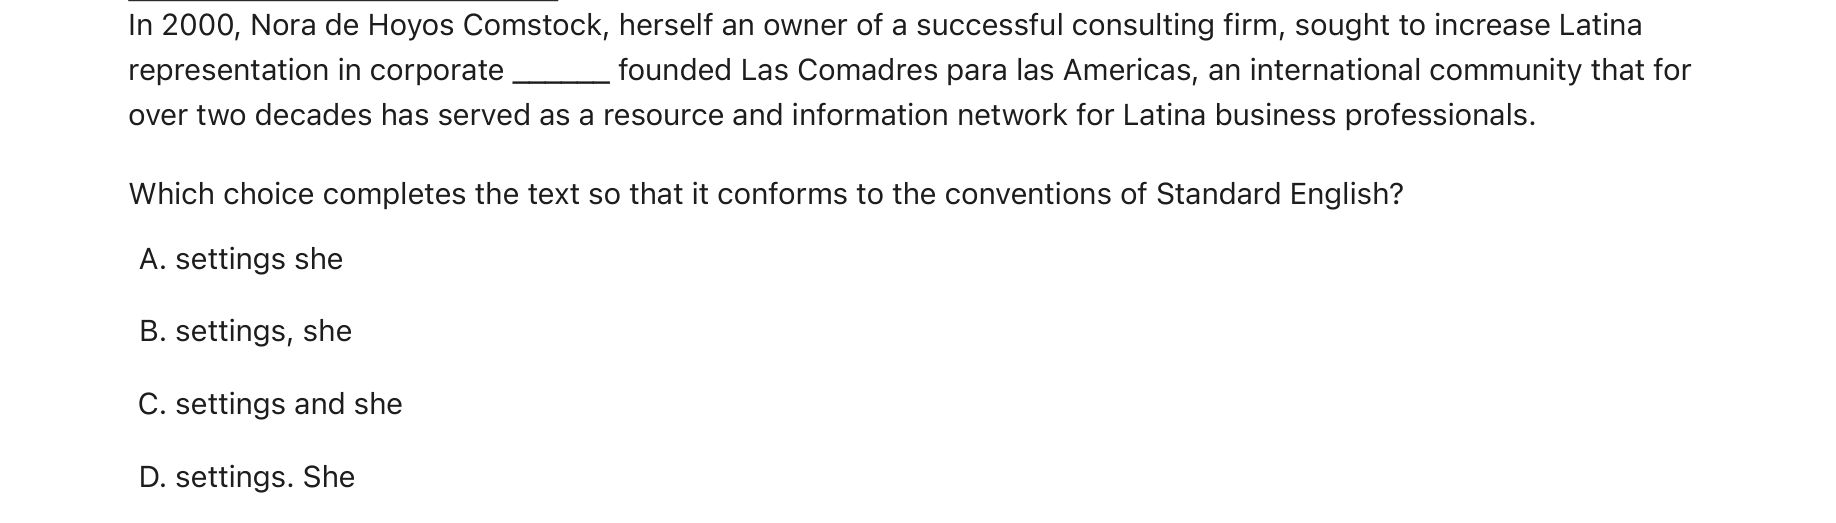 In 2000, Nora de Hoyos Comstock, herself an owner of a successful consulting firm, sought to increase Latina
representation in corporate ______ founded Las Comadres para las Americas, an international community that for
over two decades has served as a resource and information network for Latina business professionals.
Which choice completes the text so that it conforms to the conventions of Standard English?
A. settings she
B. settings, she
C. settings and she
D. settings. She